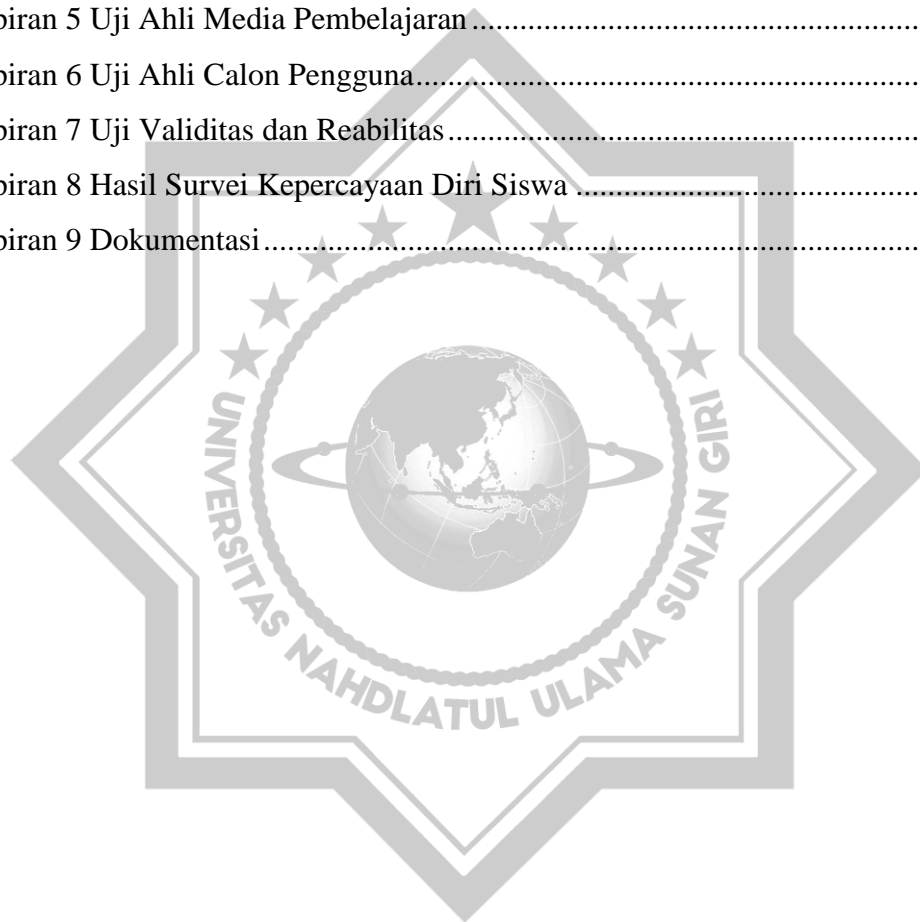 piran 5 Uji Ahli Media Pembelajaran........................................................
piran 6 Uji Ahli Calon Pengguna...............................................................
piran 7 Uji Validitas dan Reabilitas...........................................................
piran 8 Hasil Survei Kepercayaan Diri Siswa ...........................................
piran 9 Dokumentasi..................................................................................
UNIVERSITAS NAHDLATUL ULAMA SUNAN GIRI